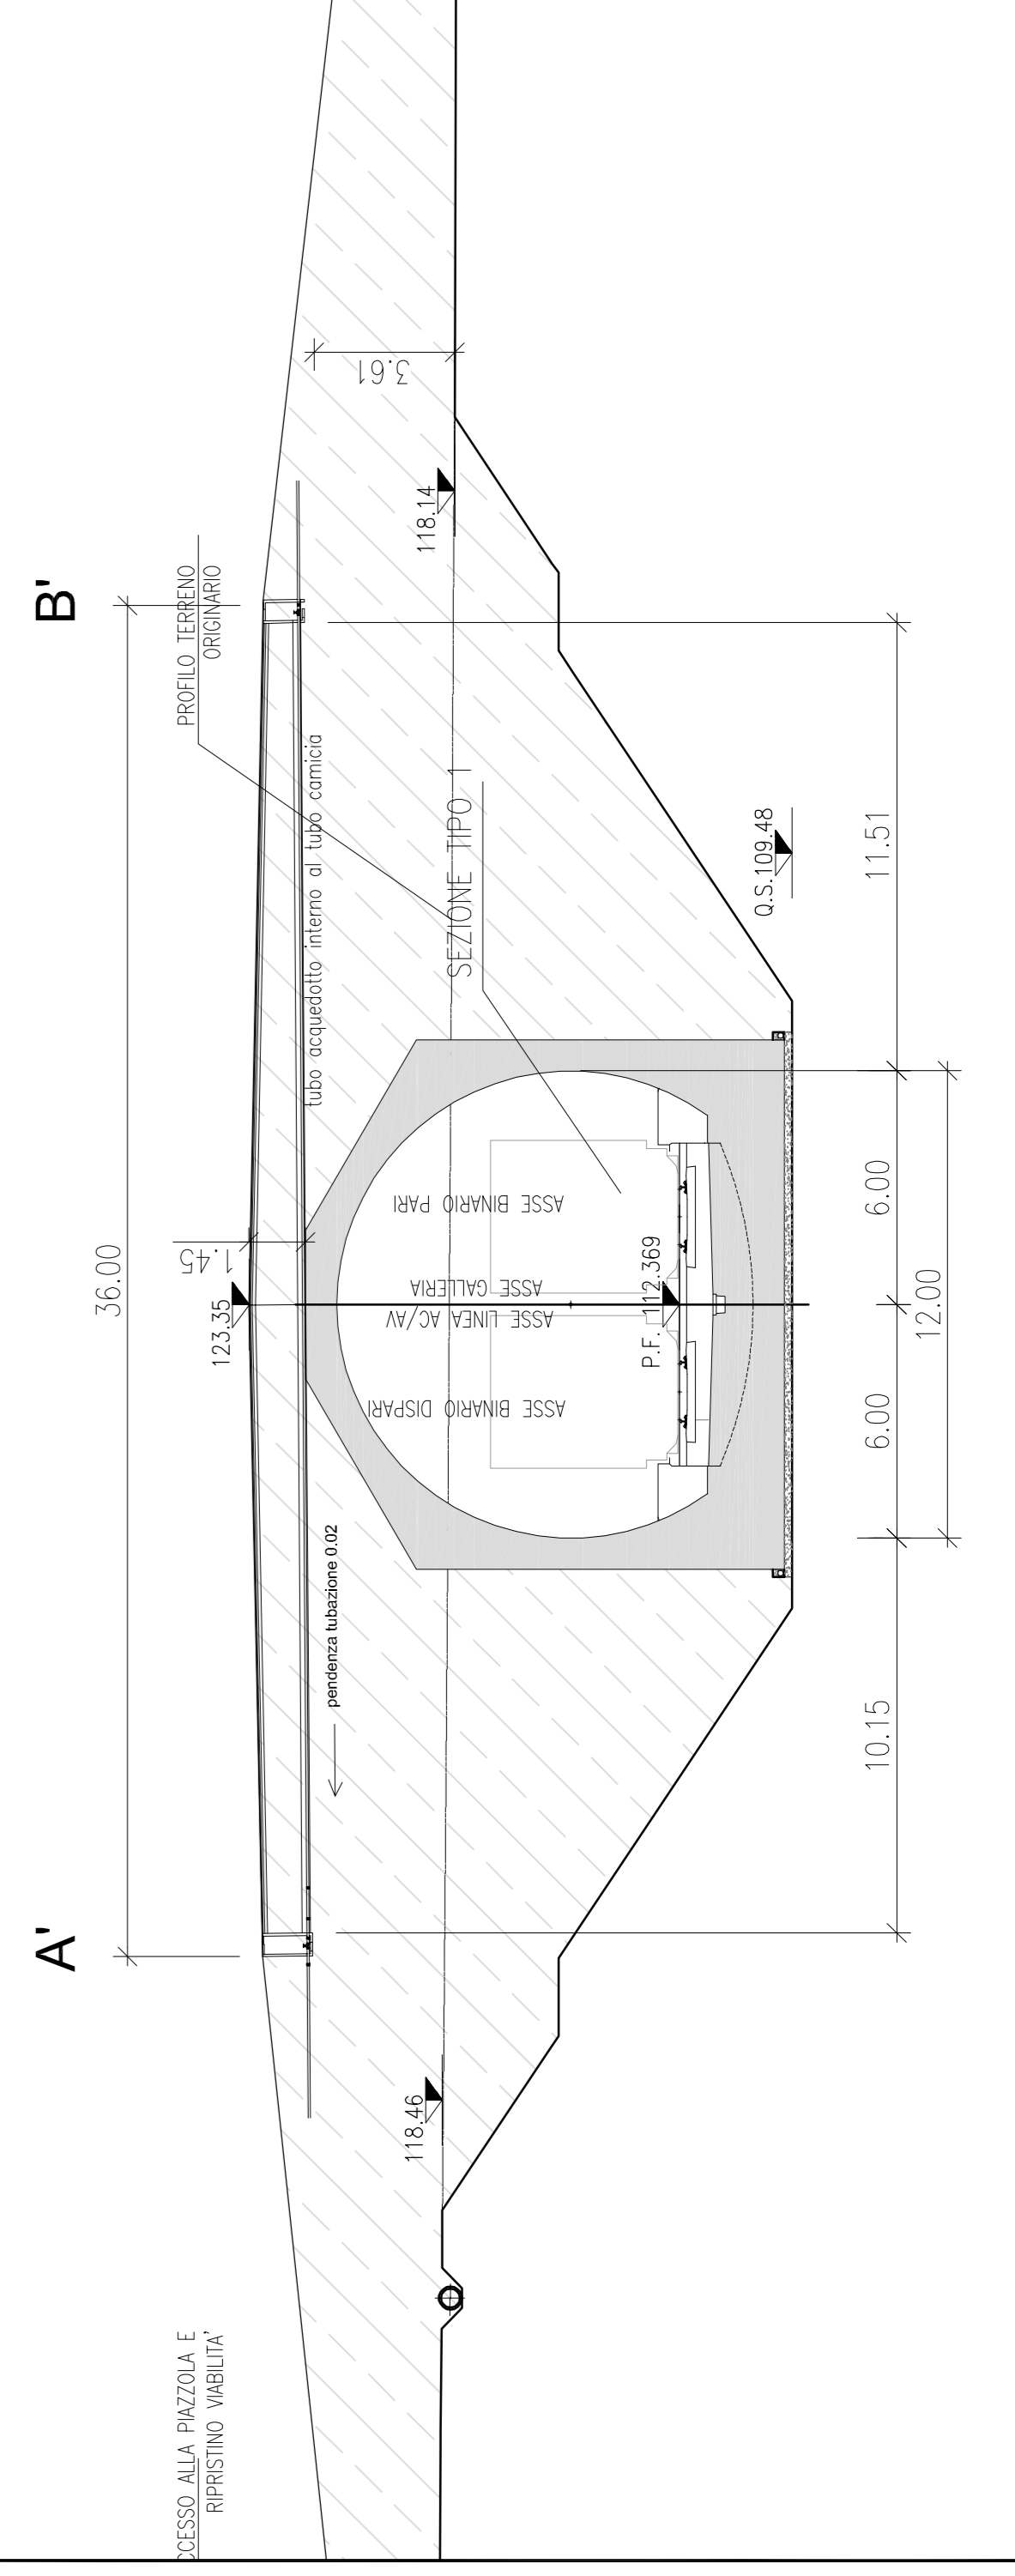 A'
B'
36.00
CCESSO ALLA PIAZZOLA E
RIPRISTINO VIABILITA'
PROFILO TERRENO
ORIGINARIO
123.35
1.45
tubo acquedotto interno al tubo camicia
pendenza tubazione 0.02
3.61
118.46
118.14
SEZIONE TIPO 1
ASSE BINARIO DISPARI
ASSE LINEA AC/AV
ASSE GALLERIA
ASSE BINARIO PARI
P.F. 112.369
Q.S.109.48
10.15
6.00
6.00
11.51
12.00